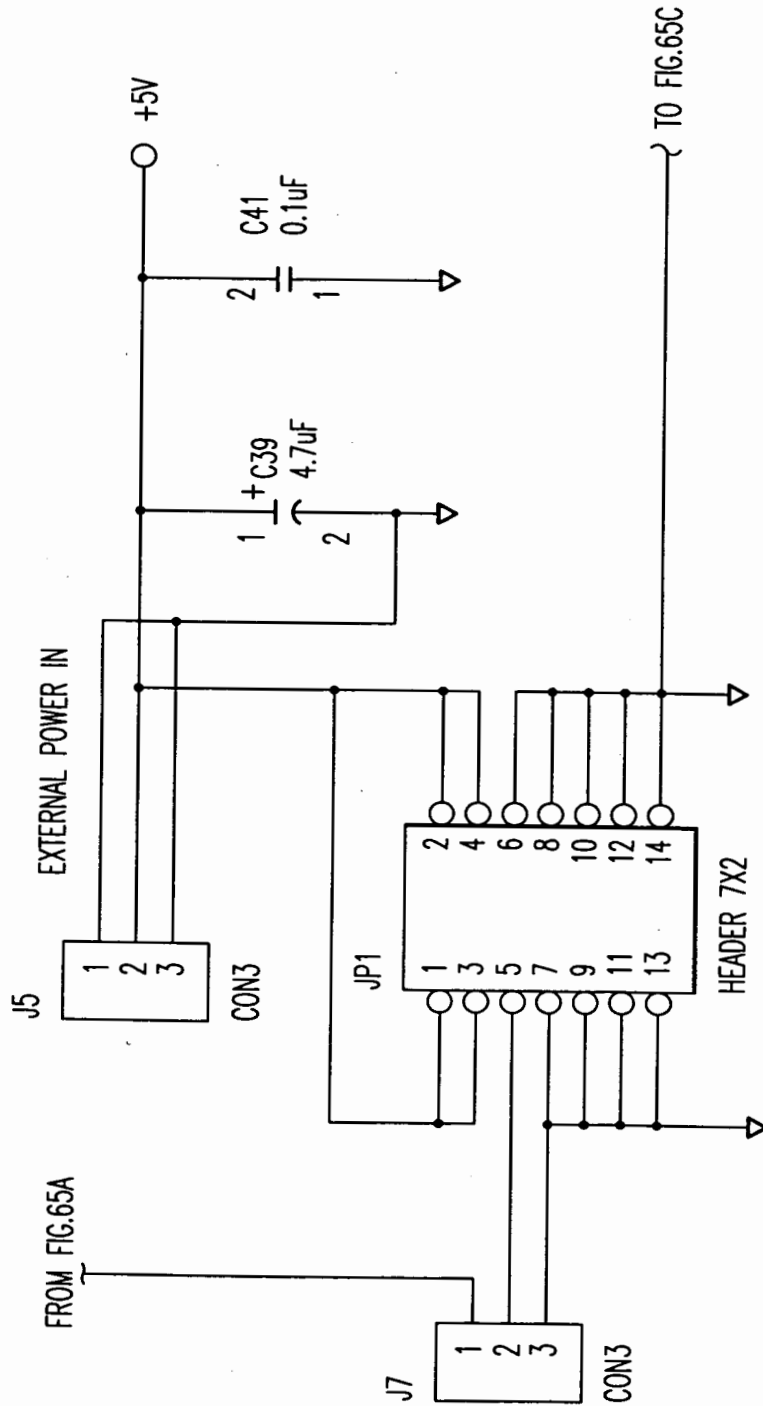 J5
1
2
3
CON3
EXTERNAL POWER IN
+5V
1
+
C39
4.7uF
2
2
C41
0.1uF
1
FROM FIG.65A
J7
1
2
3
CON3
JP1
1
3
5
7
9
11
13
2
4
6
8
10
12
14
HEADER 7X2
TO FIG.65C